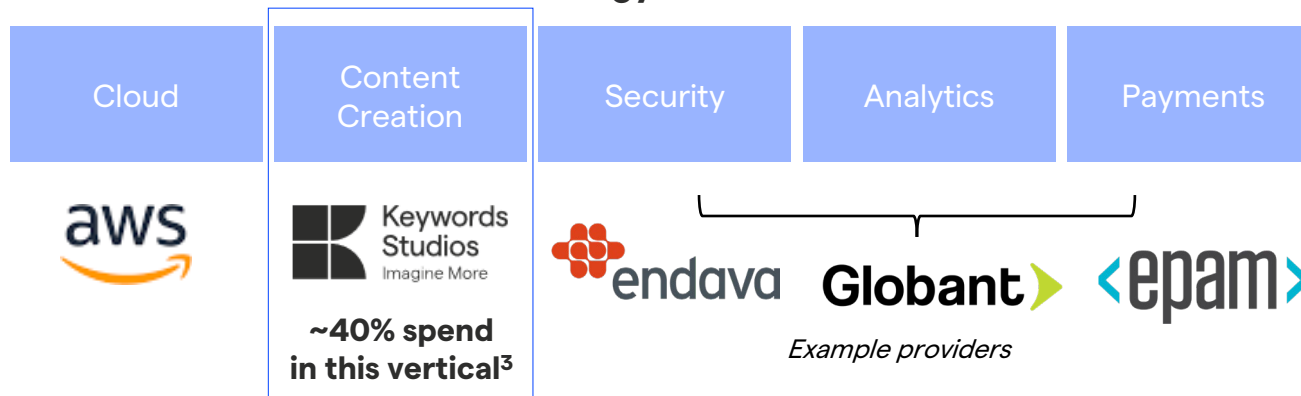 Cloud
Content
Creation
Security
Analytics
Payments
aws
Keywords
Studios
Imagine More
endava
Globant
<epam>
~40% spend
in this vertical³
Example providers